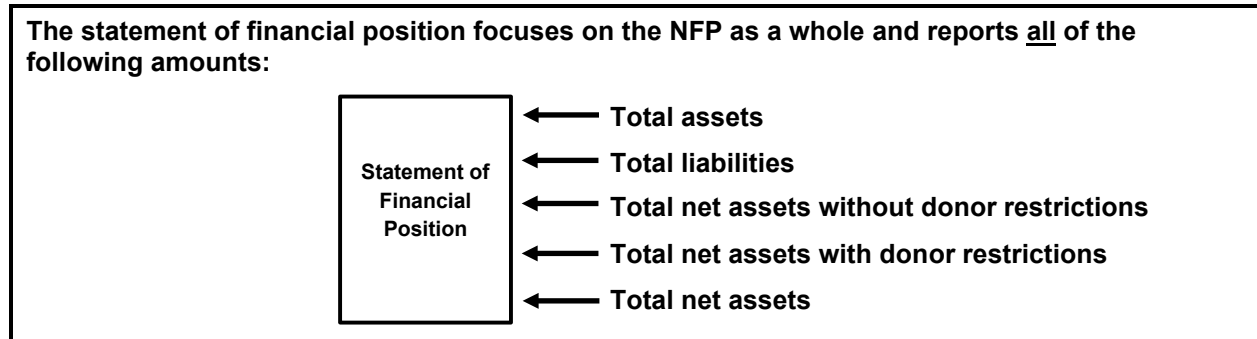 The statement of financial position focuses on the NFP as a whole and reports all of the
following amounts:
Statement of
Financial
Position
Total assets
Total liabilities
Total net assets without donor restrictions
Total net assets with donor restrictions
Total net assets